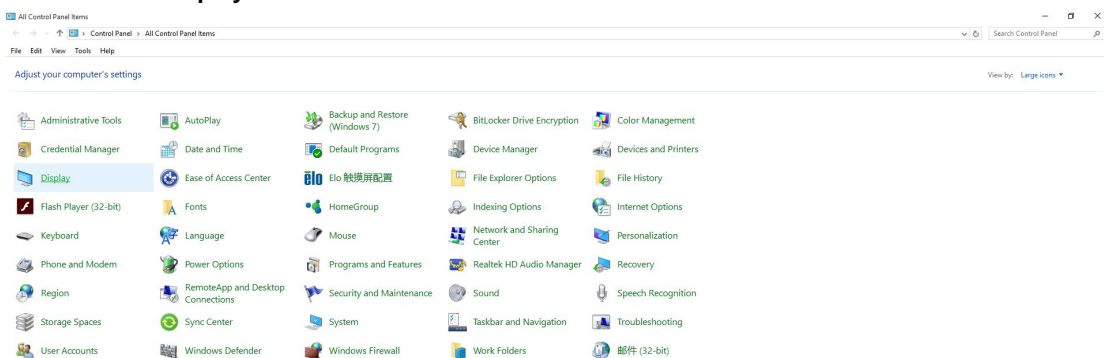 All Control Panel Items
Control Panel > All Control Panel Items
Search Control Panel
File Edit View Tools Help
Adjust your computer's settings
View by: Large icons
Administrative Tools
AutoPlay
Backup and Restore
(Windows 7)
BitLocker Drive Encryption
Color Management
Credential Manager
Date and Time
Default Programs
Device Manager
Devices and Printers
Display
Ease of Access Center
elo
Elo 触摸屏配置
File Explorer Options
File History
Flash Player (32-bit)
Fonts
HomeGroup
Indexing Options
Internet Options
Keyboard
Language
Mouse
Network and Sharing
Center
Personalization
Phone and Modem
Power Options
Programs and Features
Realtek HD Audio Manager
Recovery
Region
RemoteApp and Desktop
Connections
Security and Maintenance
Sound
Speech Recognition
Storage Spaces
Sync Center
System
Taskbar and Navigation
Troubleshooting
User Accounts
Windows Defender
Windows Firewall
Work Folders
邮件 (32-bit)